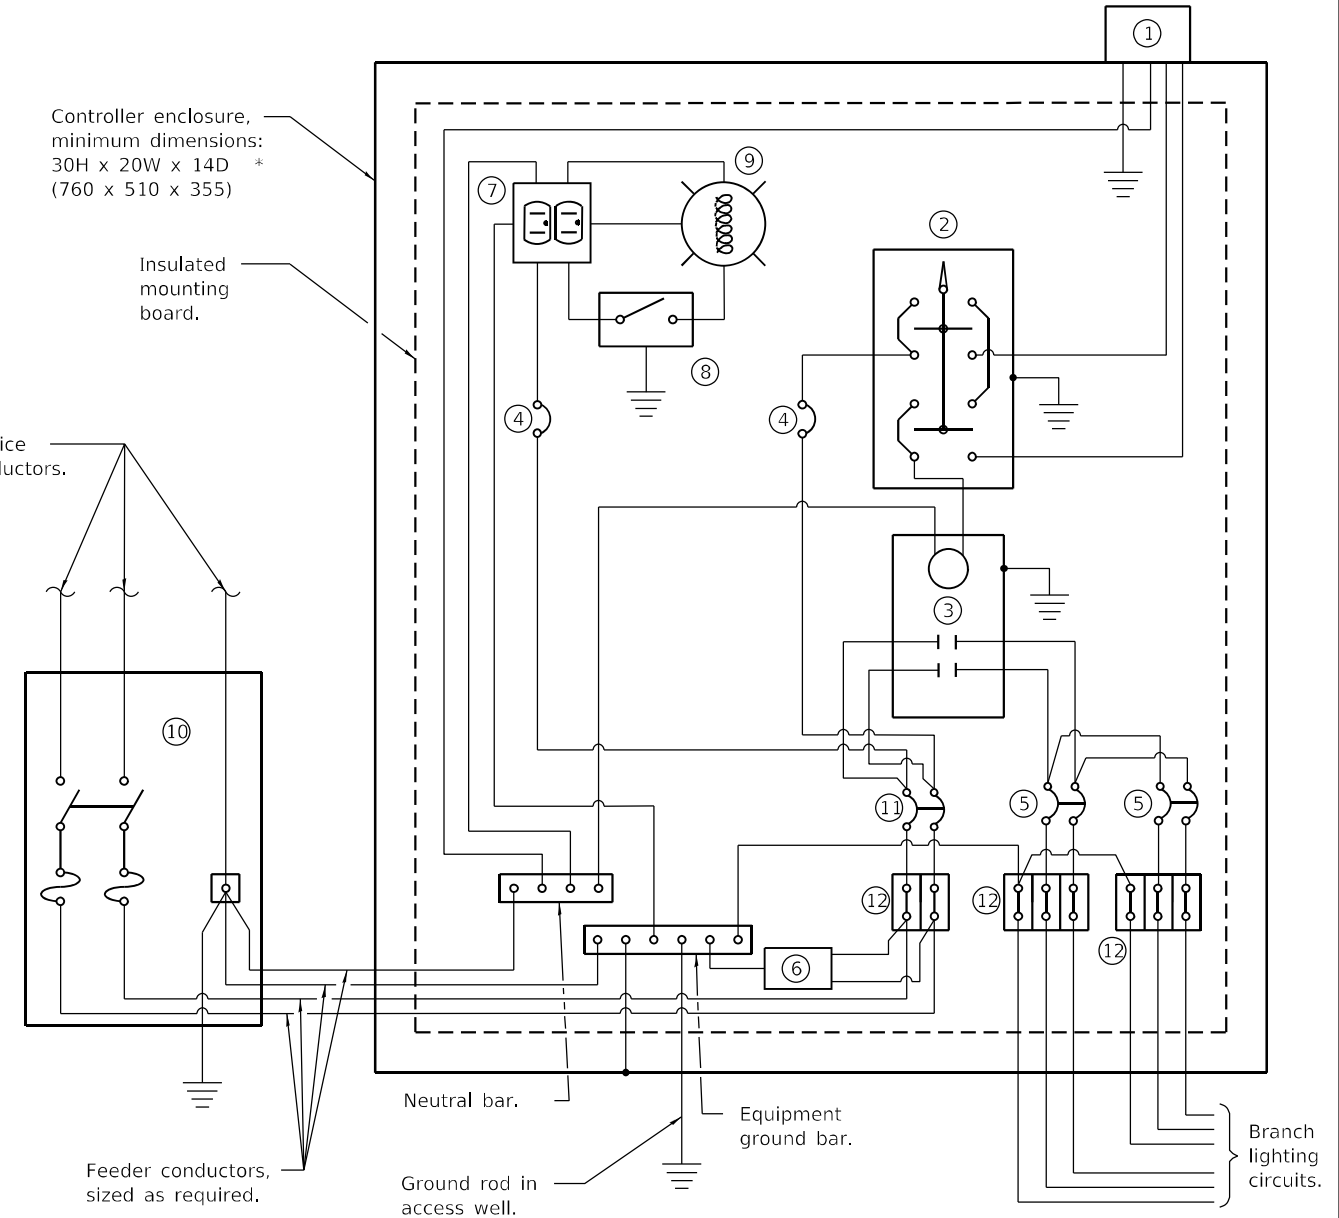 1
Controller enclosure,
minimum dimensions:
30H x 20W x 14D *
(760 x 510 x 355)
9
7
2
Insulated
mounting
board.
8
4
4
3
10
11
5
5
12
12
12
6
Neutral bar.
Equipment
ground bar.
Branch
lighting
circuits.
Feeder conductors,
sized as required.
Ground rod in
access well.